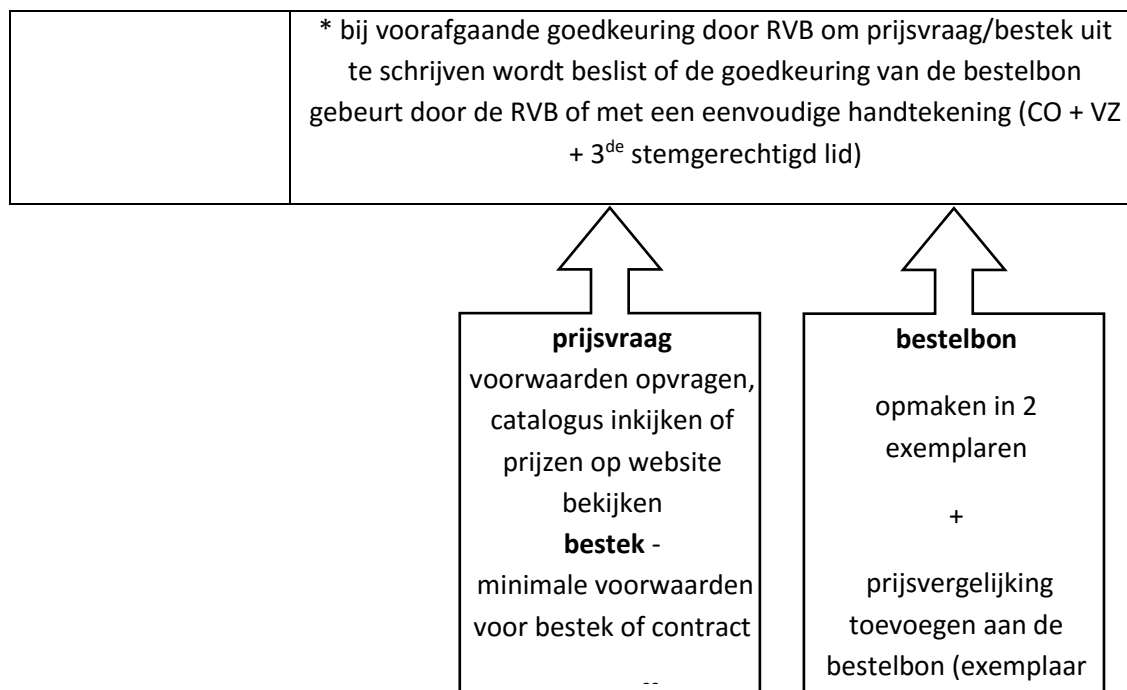 * bij voorafgaande goedkeuring door RVB om prijsvraag/bestek uit
te schrijven wordt beslist of de goedkeuring van de bestelbon
gebeurt door de RVB of met een eenvoudige handtekening (CO + VZ
+ 3de stemgerechtigd lid)
prijsvraag
voorwaarden opvragen,
catalogus inkijken of
prijzen op website
bekijken
bestek -
minimale voorwaarden
voor bestek of contract
bestelbon
opmaken in 2
exemplaren
+
prijsvergelijking
toevoegen aan de
bestelbon (exemplaar